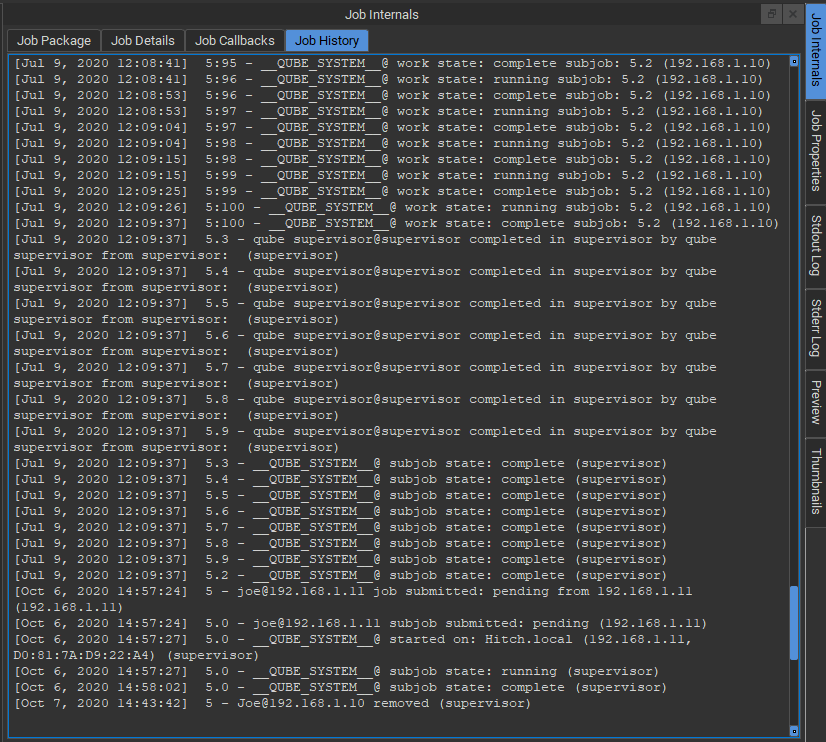 Job Internals
Job Package
Job Details
Job Callbacks
Job History
[Jul 9, 2020 12:08:41]  5:95 - __QUBE_SYSTEM__@ work state: complete subjob: 5.2 (192.168.1.10)
[Jul 9, 2020 12:08:41]  5:96 - __QUBE_SYSTEM__@ work state: running subjob: 5.2 (192.168.1.10)
[Jul 9, 2020 12:08:53]  5:96 - __QUBE_SYSTEM__@ work state: complete subjob: 5.2 (192.168.1.10)
[Jul 9, 2020 12:08:53]  5:97 - __QUBE_SYSTEM__@ work state: running subjob: 5.2 (192.168.1.10)
[Jul 9, 2020 12:09:04]  5:97 - __QUBE_SYSTEM__@ work state: complete subjob: 5.2 (192.168.1.10)
[Jul 9, 2020 12:09:04]  5:98 - __QUBE_SYSTEM__@ work state: running subjob: 5.2 (192.168.1.10)
[Jul 9, 2020 12:09:15]  5:98 - __QUBE_SYSTEM__@ work state: complete subjob: 5.2 (192.168.1.10)
[Jul 9, 2020 12:09:15]  5:99 - __QUBE_SYSTEM__@ work state: running subjob: 5.2 (192.168.1.10)
[Jul 9, 2020 12:09:25]  5:99 - __QUBE_SYSTEM__@ work state: complete subjob: 5.2 (192.168.1.10)
[Jul 9, 2020 12:09:26]  5:100 - __QUBE_SYSTEM__@ work state: running subjob: 5.2 (192.168.1.10)
[Jul 9, 2020 12:09:37]  5:100 - __QUBE_SYSTEM__@ work state: complete subjob: 5.2 (192.168.1.10)
[Jul 9, 2020 12:09:37]  5.3 - qube supervisor@supervisor completed in supervisor by qube
supervisor from supervisor:  (supervisor)
[Jul 9, 2020 12:09:37]  5.4 - qube supervisor@supervisor completed in supervisor by qube
supervisor from supervisor:  (supervisor)
[Jul 9, 2020 12:09:37]  5.5 - qube supervisor@supervisor completed in supervisor by qube
supervisor from supervisor:  (supervisor)
[Jul 9, 2020 12:09:37]  5.6 - qube supervisor@supervisor completed in supervisor by qube
supervisor from supervisor:  (supervisor)
[Jul 9, 2020 12:09:37]  5.7 - qube supervisor@supervisor completed in supervisor by qube
supervisor from supervisor:  (supervisor)
[Jul 9, 2020 12:09:37]  5.8 - qube supervisor@supervisor completed in supervisor by qube
supervisor from supervisor:  (supervisor)
[Jul 9, 2020 12:09:37]  5.9 - qube supervisor@supervisor completed in supervisor by qube
supervisor from supervisor:  (supervisor)
[Jul 9, 2020 12:09:37]  5.3 - __QUBE_SYSTEM__@ subjob state: complete (supervisor)
[Jul 9, 2020 12:09:37]  5.4 - __QUBE_SYSTEM__@ subjob state: complete (supervisor)
[Jul 9, 2020 12:09:37]  5.5 - __QUBE_SYSTEM__@ subjob state: complete (supervisor)
[Jul 9, 2020 12:09:37]  5.6 - __QUBE_SYSTEM__@ subjob state: complete (supervisor)
[Jul 9, 2020 12:09:37]  5.7 - __QUBE_SYSTEM__@ subjob state: complete (supervisor)
[Jul 9, 2020 12:09:37]  5.8 - __QUBE_SYSTEM__@ subjob state: complete (supervisor)
[Jul 9, 2020 12:09:37]  5.9 - __QUBE_SYSTEM__@ subjob state: complete (supervisor)
[Jul 9, 2020 12:09:37]  5.2 - __QUBE_SYSTEM__@ subjob state: complete (supervisor)
[Oct 6, 2020 14:57:24]  5 - joe@192.168.1.11 job submitted: pending from 192.168.1.11
(192.168.1.11)
[Oct 6, 2020 14:57:24]  5.0 - joe@192.168.1.11 subjob submitted: pending (192.168.1.11)
[Oct 6, 2020 14:57:27]  5.0 - __QUBE_SYSTEM__@ started on: Hitch.local (192.168.1.11,
D0:81:7A:D9:22:A4) (supervisor)
[Oct 6, 2020 14:57:27]  5.0 - __QUBE_SYSTEM__@ subjob state: running (supervisor)
[Oct 6, 2020 14:58:02]  5.0 - __QUBE_SYSTEM__@ subjob state: complete (supervisor)
[Oct 7, 2020 14:43:42]  5 - Joe@192.168.1.10 removed (supervisor)
Job Internals
Job Properties
Stdout Log
Stderr Log
Preview
Thumbnails